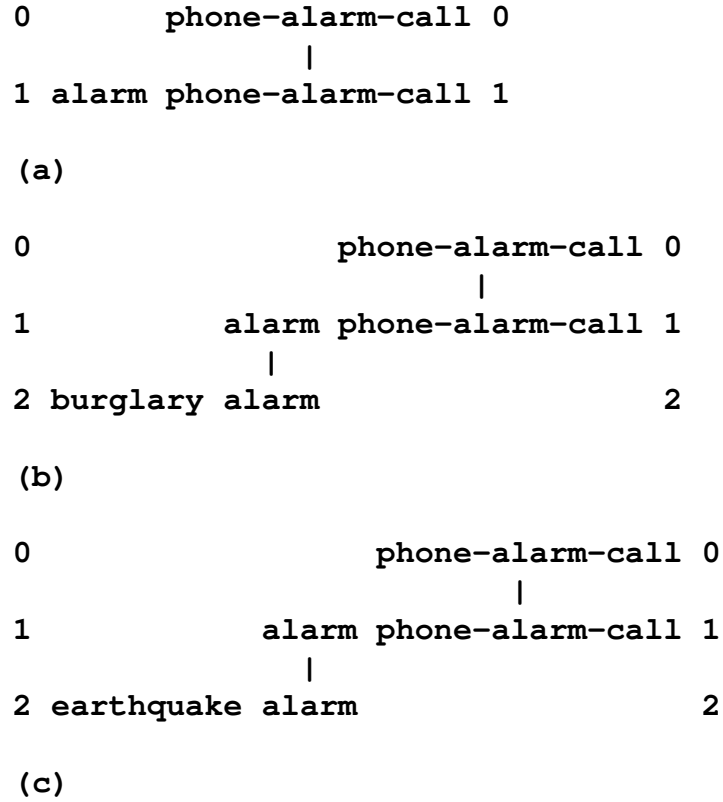 0 phone-alarm-call 0
|
1 alarm phone-alarm-call 1
(a)
0 phone-alarm-call 0
|
1 alarm phone-alarm-call 1
|
2 burglary alarm 2
(b)
0 phone-alarm-call 0
|
1 alarm phone-alarm-call 1
|
2 earthquake alarm 2
(c)